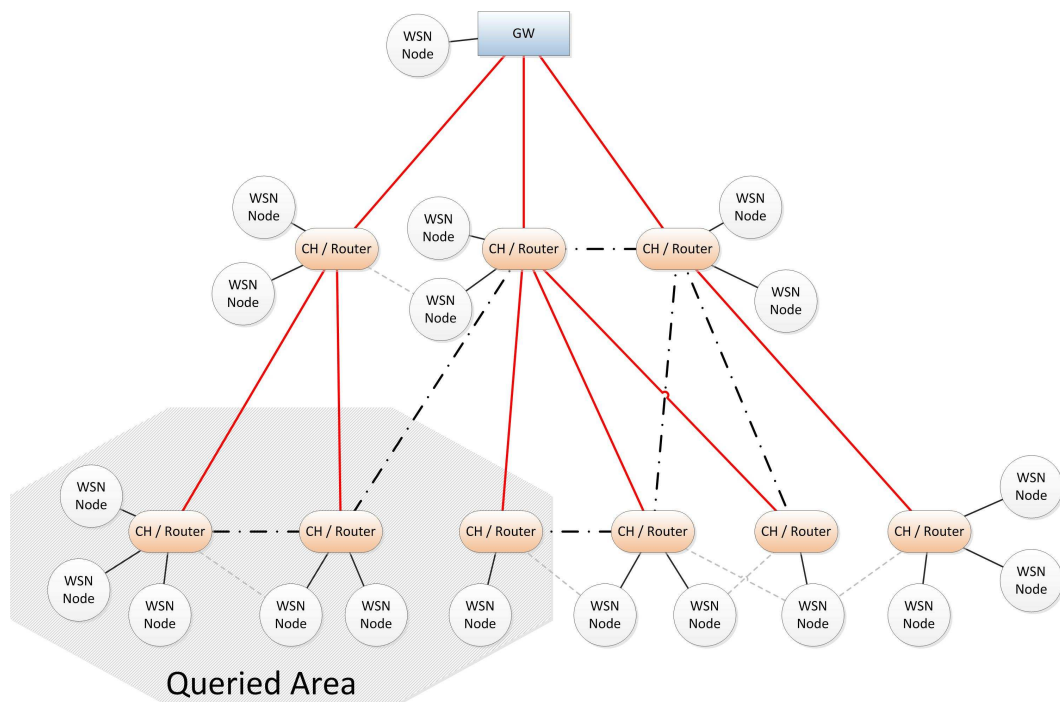 WSN
Node
GW
WSN
Node
WSN
Node
WSN
Node
CH / Router
CH / Router
CH / Router
WSN
Node
WSN
Node
WSN
Node
WSN
Node
WSN
Node
WSN
Node
CH / Router
CH / Router
CH / Router
CH / Router
CH / Router
CH / Router
WSN
Node
WSN
Node
WSN
Node
WSN
Node
WSN
Node
WSN
Node
WSN
Node
WSN
Node
WSN
Node
WSN
Node
Queried Area